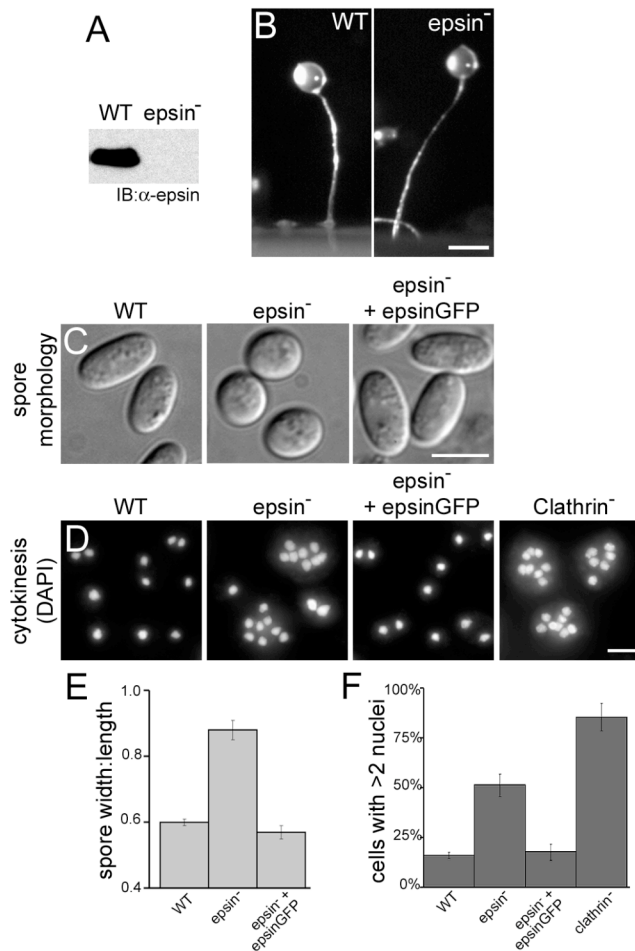 A
WT epsin-
IB:α-epsin
B
WT
epsin-
WT
epsin-
epsin-
+ epsinGFP
C
spore
morphology
WT
epsin-
epsin-
+ epsinGFP
Clathrin-
D
cytokinesis
(DAPI)
E
spore width:length
1.0
0.8
0.6
0.4
WT
epsin-
epsin- +
epsinGFP
F
cells with >2 nuclei
100%
75%
50%
25%
0%
WT
epsin-
epsin- +
epsinGFP
clathrin-